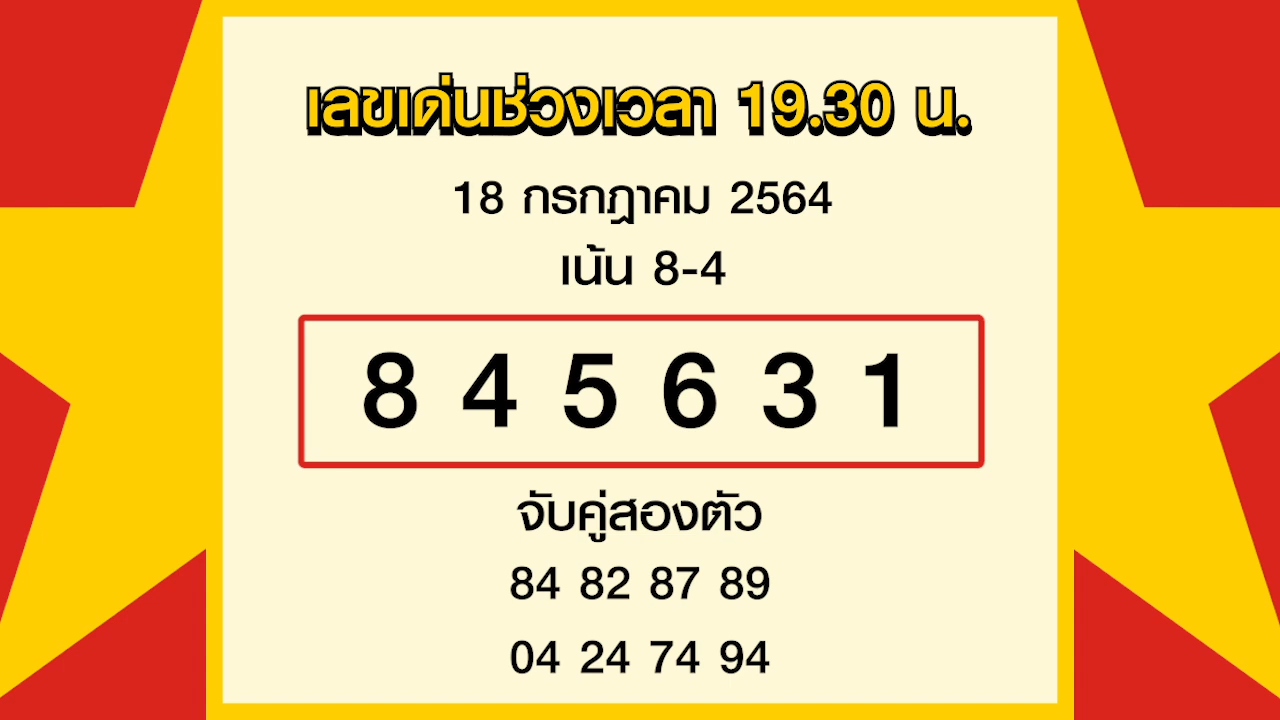 เลขเด่นช่วงเวลา 19.30 น.
18 กรกฎาคม 2564
เน้น 8-4
8 4 5 6 3 1
จับคู่สองตัว
84 82 87 89
04 24 74 94